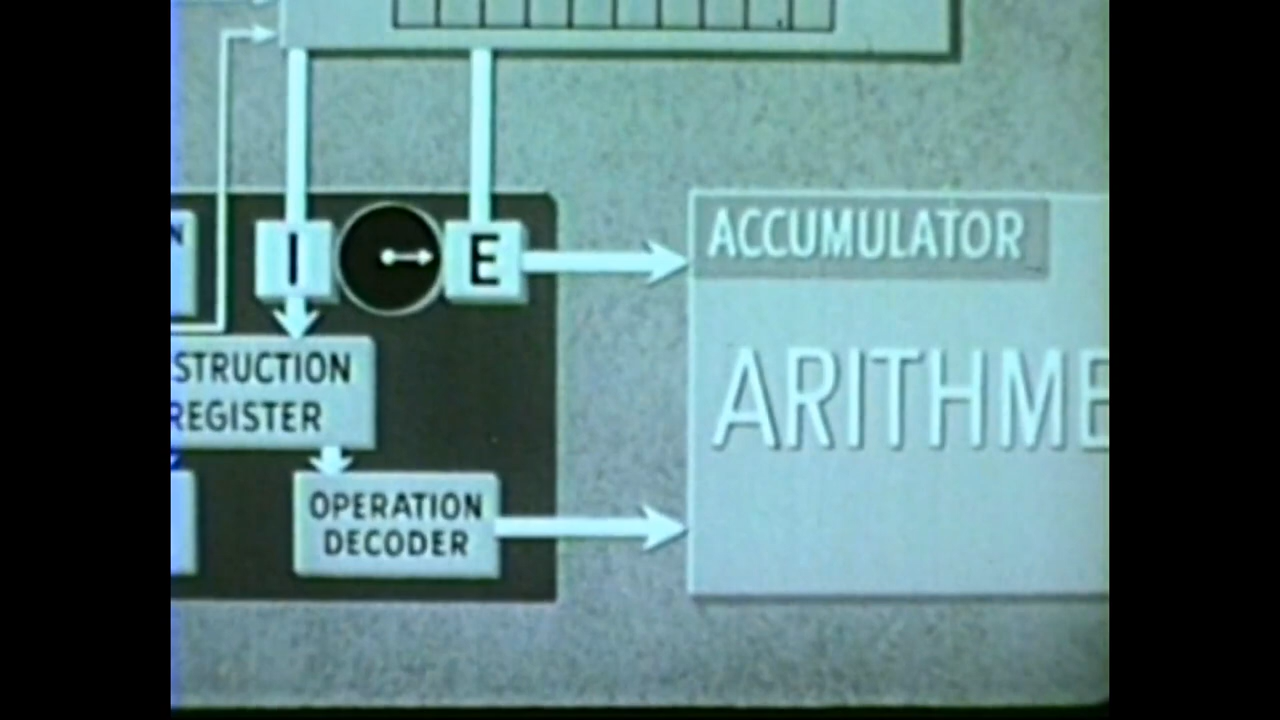 I
E
ACCUMULATOR
STRUCTION
REGISTER
ARITHME
OPERATION
DECODER